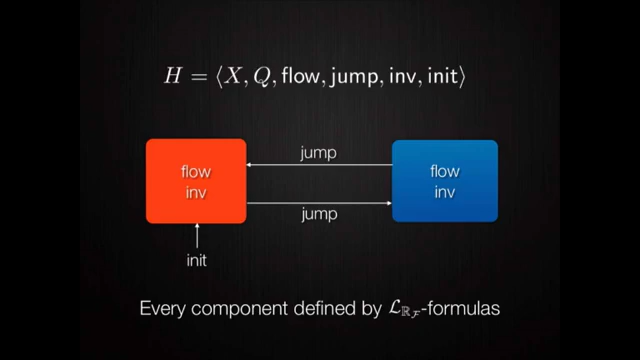 H = ⟨X, Q, flow, jump, inv, init⟩
jump
flow
inv
flow
inv
jump
init
Every component defined by ℒ_ℝ_ℱ-formulas